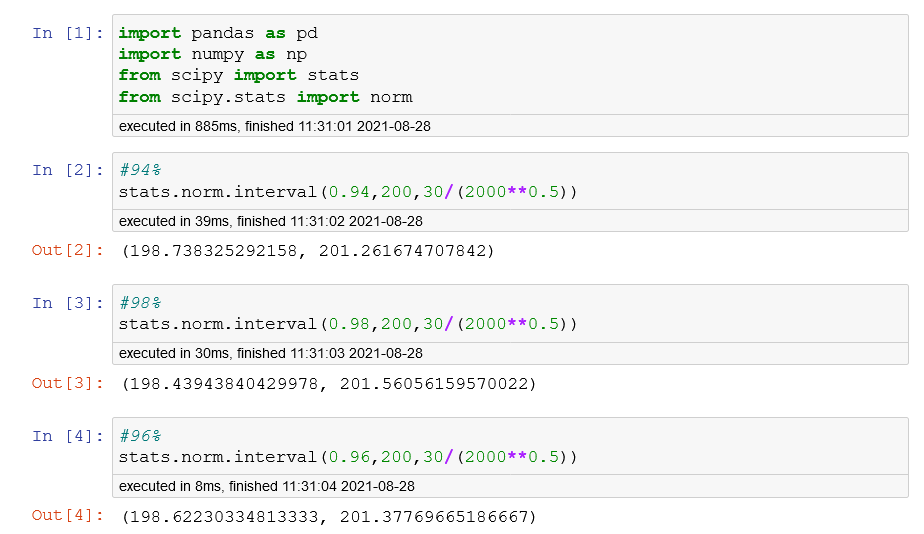 In [1]: import pandas as pd
import numpy as np
from scipy import stats
from scipy.stats import norm
executed in 885ms, finished 11:31:01 2021-08-28
In [2]: #94%
stats.norm.interval(0.94,200,30/(2000**0.5))
executed in 39ms, finished 11:31:02 2021-08-28
Out[2]: (198.738325292158, 201.261674707842)
In [3]: #98%
stats.norm.interval(0.98,200,30/(2000**0.5))
executed in 30ms, finished 11:31:03 2021-08-28
Out[3]: (198.43943840429978, 201.56056159570022)
In [4]: #96%
stats.norm.interval(0.96,200,30/(2000**0.5))
executed in 8ms, finished 11:31:04 2021-08-28
Out[4]: (198.62230334813333, 201.37769665186667)